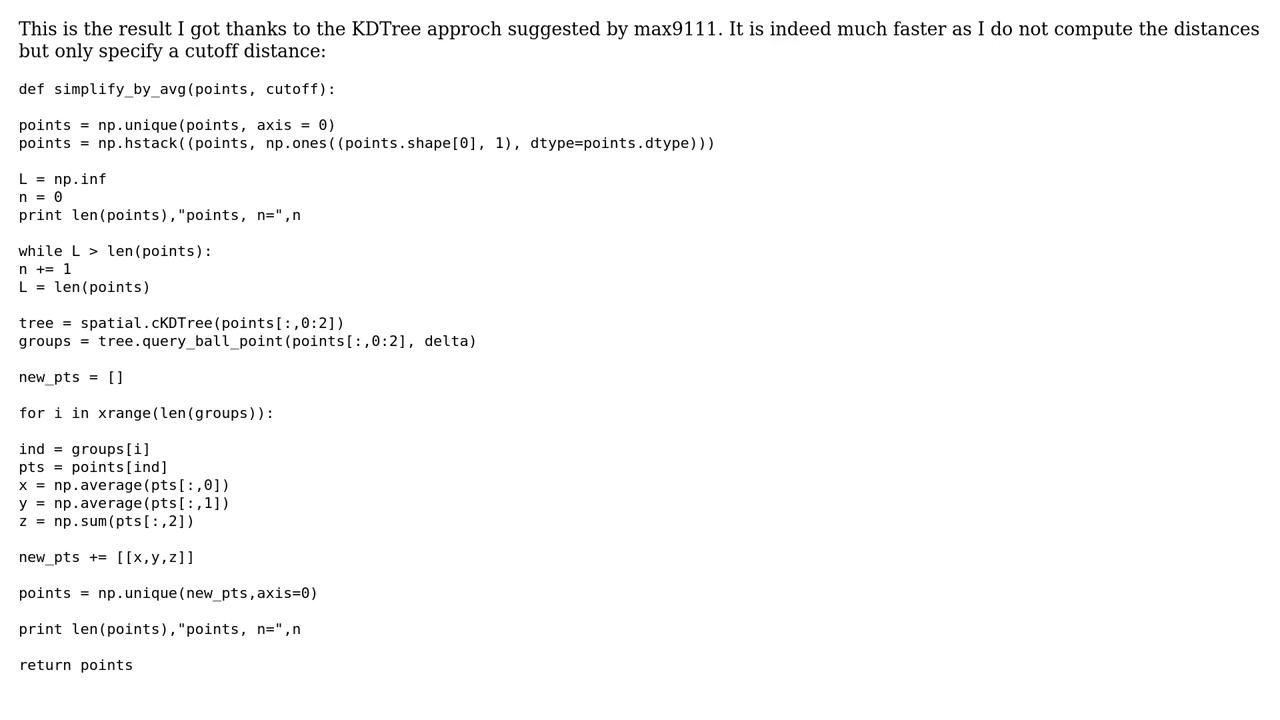 This is the result I got thanks to the KDTree approch suggested by max9111. It is indeed much faster as I do not compute the distances
but only specify a cutoff distance:
def simplify_by_avg(points, cutoff):
points = np.unique(points, axis = 0)
points = np.hstack((points, np.ones((points.shape[0], 1), dtype=points.dtype)))
L = np.inf
n = 0
print len(points),"points, n=",n
while L > len(points):
n += 1
L = len(points)
tree = spatial.cKDTree(points[:,0:2])
groups = tree.query_ball_point(points[:,0:2], delta)
new_pts = []
for i in xrange(len(groups)):
ind = groups[i]
pts = points[ind]
x = np.average(pts[:,0])
y = np.average(pts[:,1])
z = np.sum(pts[:,2])
new_pts += [[x,y,z]]
points = np.unique(new_pts,axis=0)
print len(points),"points, n=",n
return points